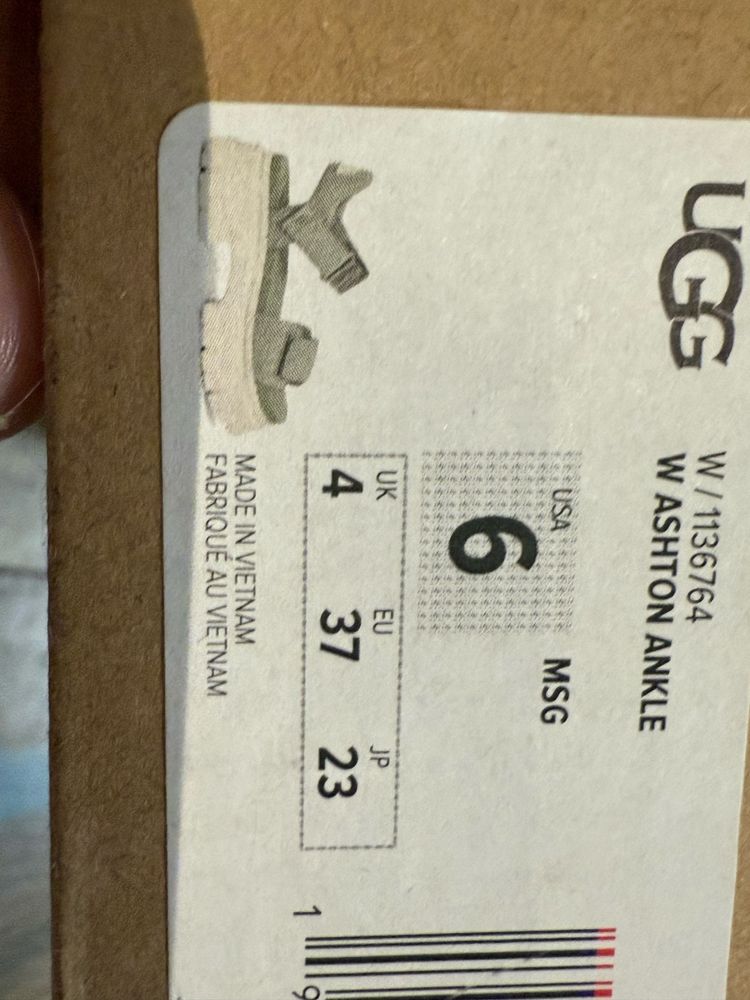 UGG
W / 1136764
W ASHTON ANKLE
USA
6
MSG
UK EU JP
4 37 23
MADE IN VIETNAM
FABRIQUÉ AU VIETNAM
1 9